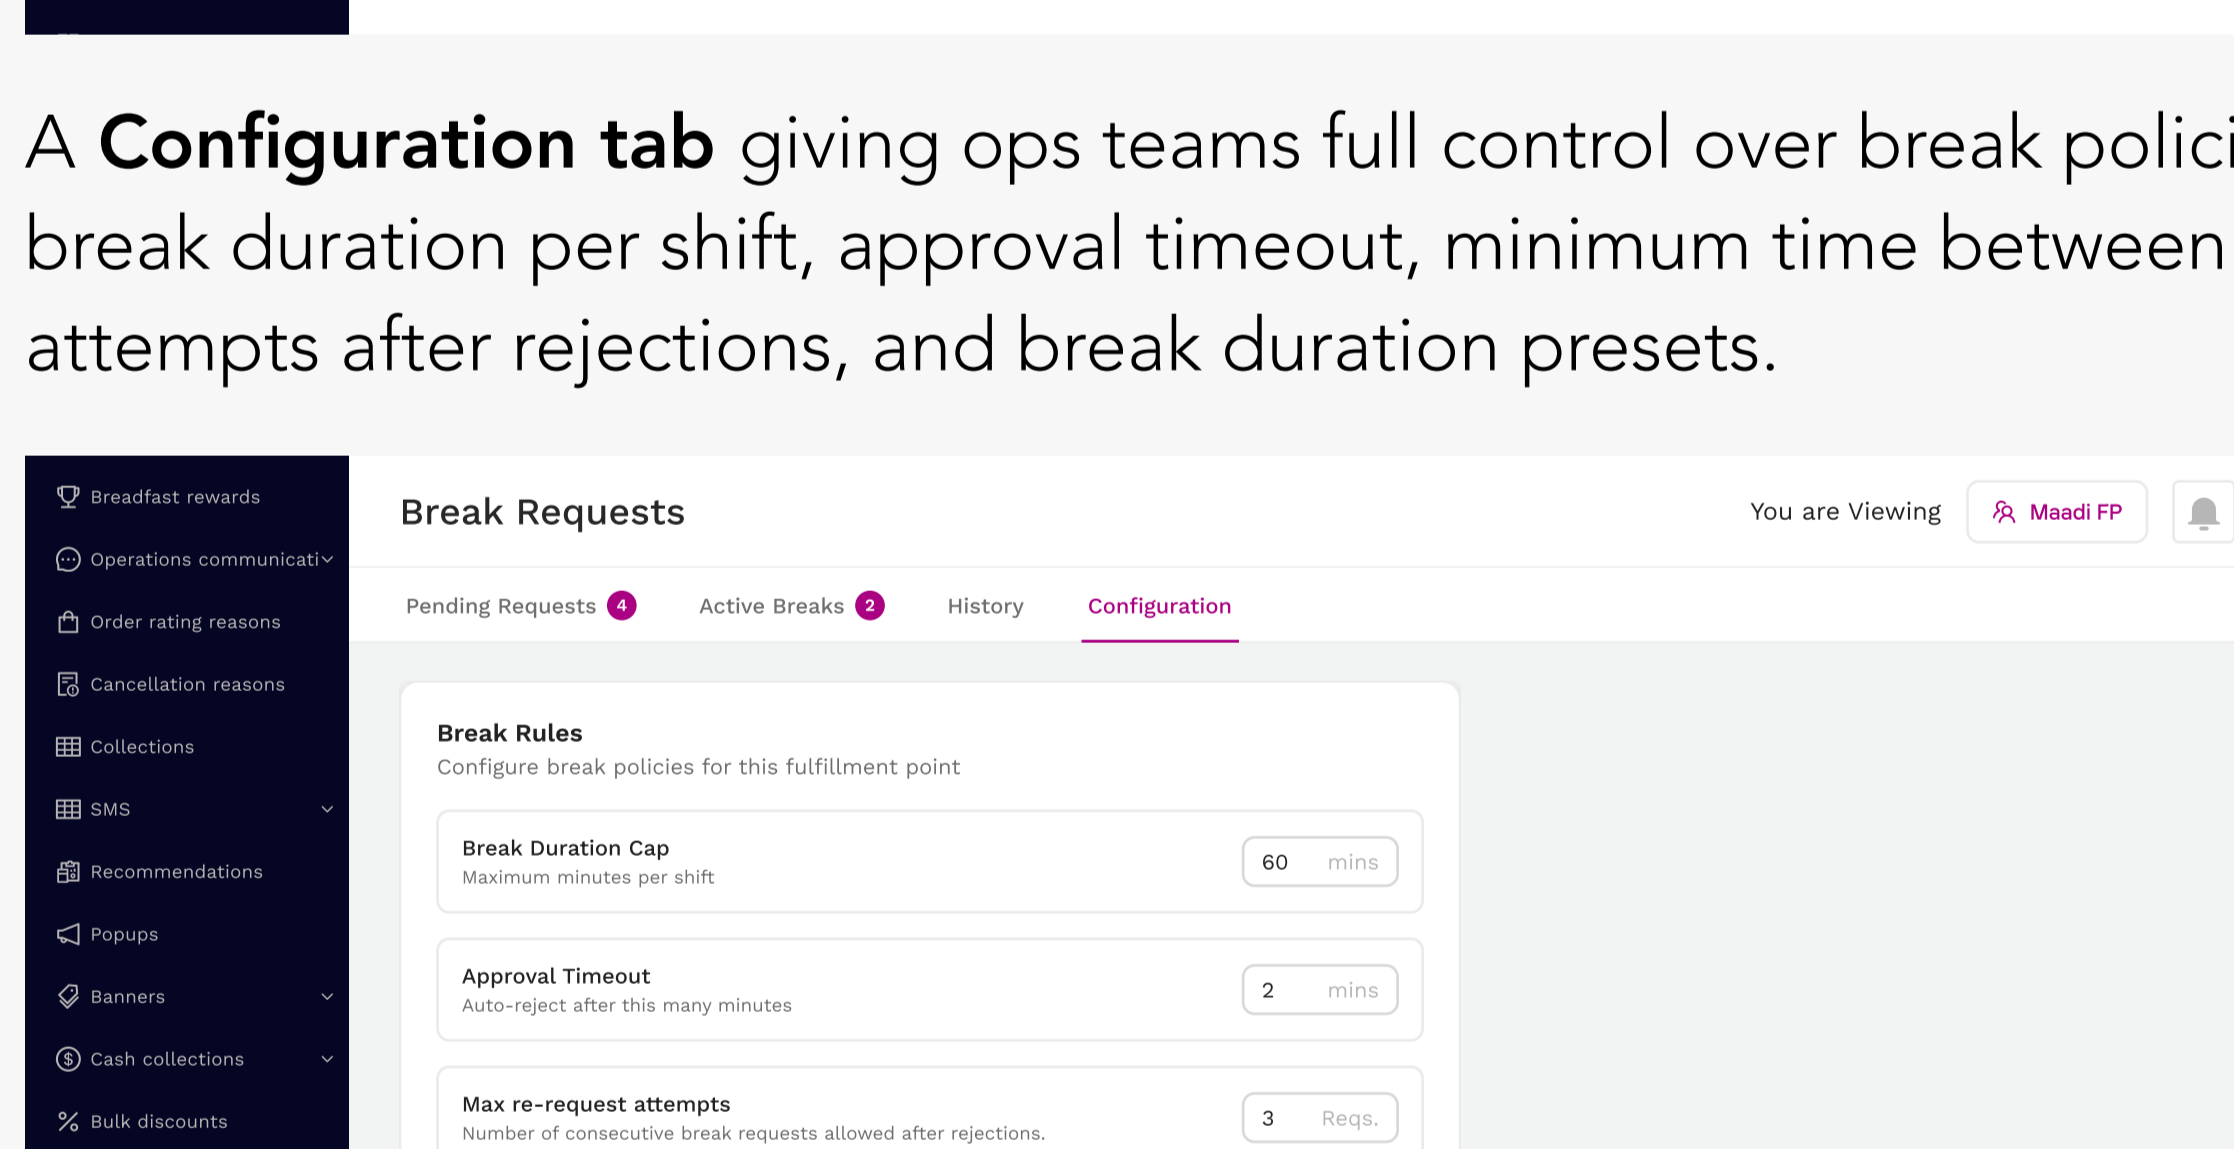 A Configuration tab giving ops teams full control over break polici
break duration per shift, approval timeout, minimum time between
attempts after rejections, and break duration presets.
Breadfast rewards
Operations communicati
Order rating reasons
Cancellation reasons
Collections
SMS
Recommendations
Popups
Banners
Cash collections
Bulk discounts
Break Requests
You are Viewing
Maadi FP
Pending Requests 4
Active Breaks 2
History
Configuration
Break Rules
Configure break policies for this fulfillment point
Break Duration Cap
Maximum minutes per shift
60 mins
Approval Timeout
Auto-reject after this many minutes
2 mins
Max re-request attempts
Number of consecutive break requests allowed after rejections.
3 Reqs.